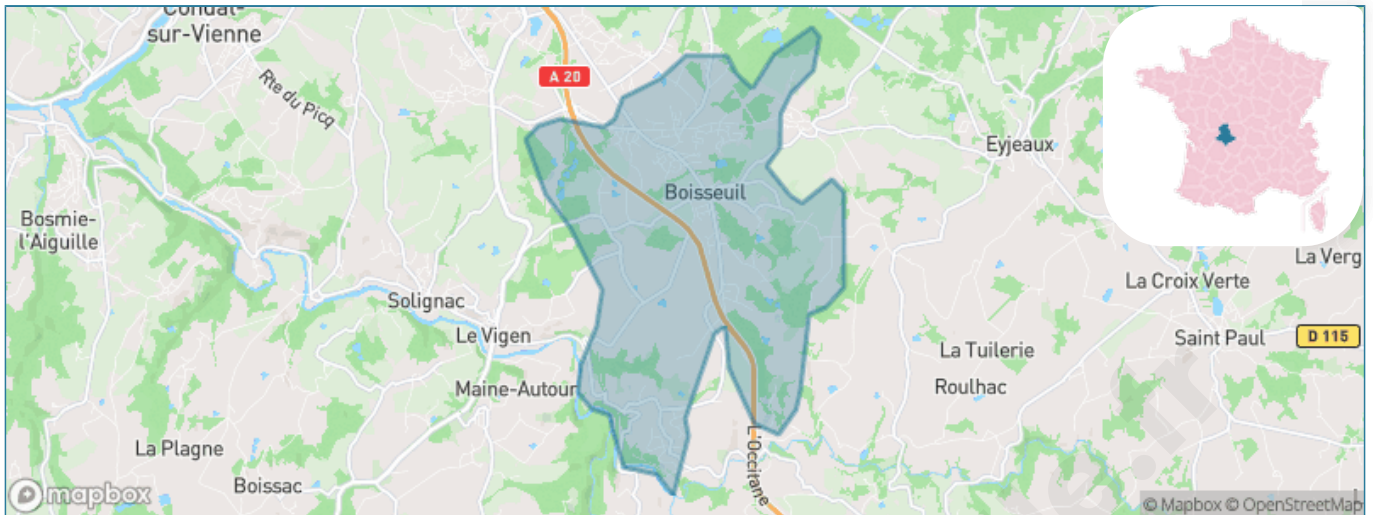 Condat-
sur-Vienne
Rte du Picq
A 20
Eyjeaux
Boisseuil
Bosmie-
l'Aiguille
La Verg
La Croix Verte
Solignac
Le Vigen
Saint Paul
D 115
La Tuilerie
Maine-Autour
Roulhac
L'Occitane
La Plagne
Boissac
mapbox
© Mapbox © OpenStreetMap